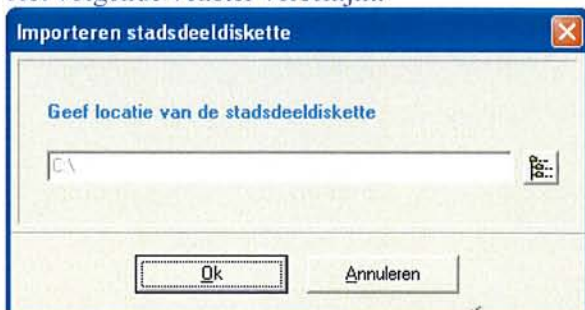 Importeren stadsdeeldiskette
Geef locatie van de stadsdeeldiskette
C:\
Ok
Annuleren